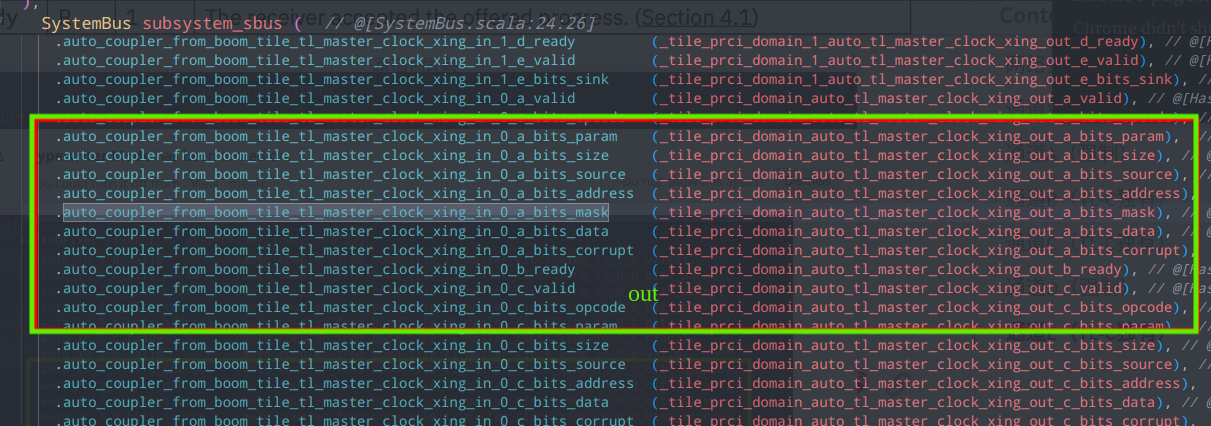 ),
SystemBus subsystem_sbus ( // @[SystemBus.scala:24:26]
.auto_coupler_from_boom_tile_tl_master_clock_xing_in_1_d_ready (_tile_prci_domain_1_auto_tl_master_clock_xing_out_d_ready), // @[H
.auto_coupler_from_boom_tile_tl_master_clock_xing_in_1_e_valid (_tile_prci_domain_1_auto_tl_master_clock_xing_out_e_valid), // @[H
.auto_coupler_from_boom_tile_tl_master_clock_xing_in_1_e_bits_sink (_tile_prci_domain_1_auto_tl_master_clock_xing_out_e_bits_sink), //
.auto_coupler_from_boom_tile_tl_master_clock_xing_in_0_a_valid (_tile_prci_domain_auto_tl_master_clock_xing_out_a_valid), // @[Has
.auto_coupler_from_boom_tile_tl_master_clock_xing_in_0_a_bits_param (_tile_prci_domain_auto_tl_master_clock_xing_out_a_bits_param), //
.auto_coupler_from_boom_tile_tl_master_clock_xing_in_0_a_bits_size (_tile_prci_domain_auto_tl_master_clock_xing_out_a_bits_size), // @
.auto_coupler_from_boom_tile_tl_master_clock_xing_in_0_a_bits_source (_tile_prci_domain_auto_tl_master_clock_xing_out_a_bits_source), /
.auto_coupler_from_boom_tile_tl_master_clock_xing_in_0_a_bits_address (_tile_prci_domain_auto_tl_master_clock_xing_out_a_bits_address),
.auto_coupler_from_boom_tile_tl_master_clock_xing_in_0_a_bits_mask (_tile_prci_domain_auto_tl_master_clock_xing_out_a_bits_mask), // @
.auto_coupler_from_boom_tile_tl_master_clock_xing_in_0_a_bits_data (_tile_prci_domain_auto_tl_master_clock_xing_out_a_bits_data), // @
.auto_coupler_from_boom_tile_tl_master_clock_xing_in_0_a_bits_corrupt (_tile_prci_domain_auto_tl_master_clock_xing_out_a_bits_corrupt),
.auto_coupler_from_boom_tile_tl_master_clock_xing_in_0_b_ready (_tile_prci_domain_auto_tl_master_clock_xing_out_b_ready), // @[Has
.auto_coupler_from_boom_tile_tl_master_clock_xing_in_0_c_valid (_tile_prci_domain_auto_tl_master_clock_xing_out_c_valid), // @[Has
out
.auto_coupler_from_boom_tile_tl_master_clock_xing_in_0_c_bits_opcode (_tile_prci_domain_auto_tl_master_clock_xing_out_c_bits_opcode), /
.auto_coupler_from_boom_tile_tl_master_clock_xing_in_0_c_bits_param (_tile_prci_domain_auto_tl_master_clock_xing_out_c_bits_param), //
.auto_coupler_from_boom_tile_tl_master_clock_xing_in_0_c_bits_size (_tile_prci_domain_auto_tl_master_clock_xing_out_c_bits_size), // @
.auto_coupler_from_boom_tile_tl_master_clock_xing_in_0_c_bits_source (_tile_prci_domain_auto_tl_master_clock_xing_out_c_bits_source), /
.auto_coupler_from_boom_tile_tl_master_clock_xing_in_0_c_bits_address (_tile_prci_domain_auto_tl_master_clock_xing_out_c_bits_address),
.auto_coupler_from_boom_tile_tl_master_clock_xing_in_0_c_bits_data (_tile_prci_domain_auto_tl_master_clock_xing_out_c_bits_data), // @
.auto_coupler_from_boom_tile_tl_master_clock_xing_in_0_c_bits_corrupt (_tile_prci_domain_auto_tl_master_clock_xing_out_c_bits_corrupt),